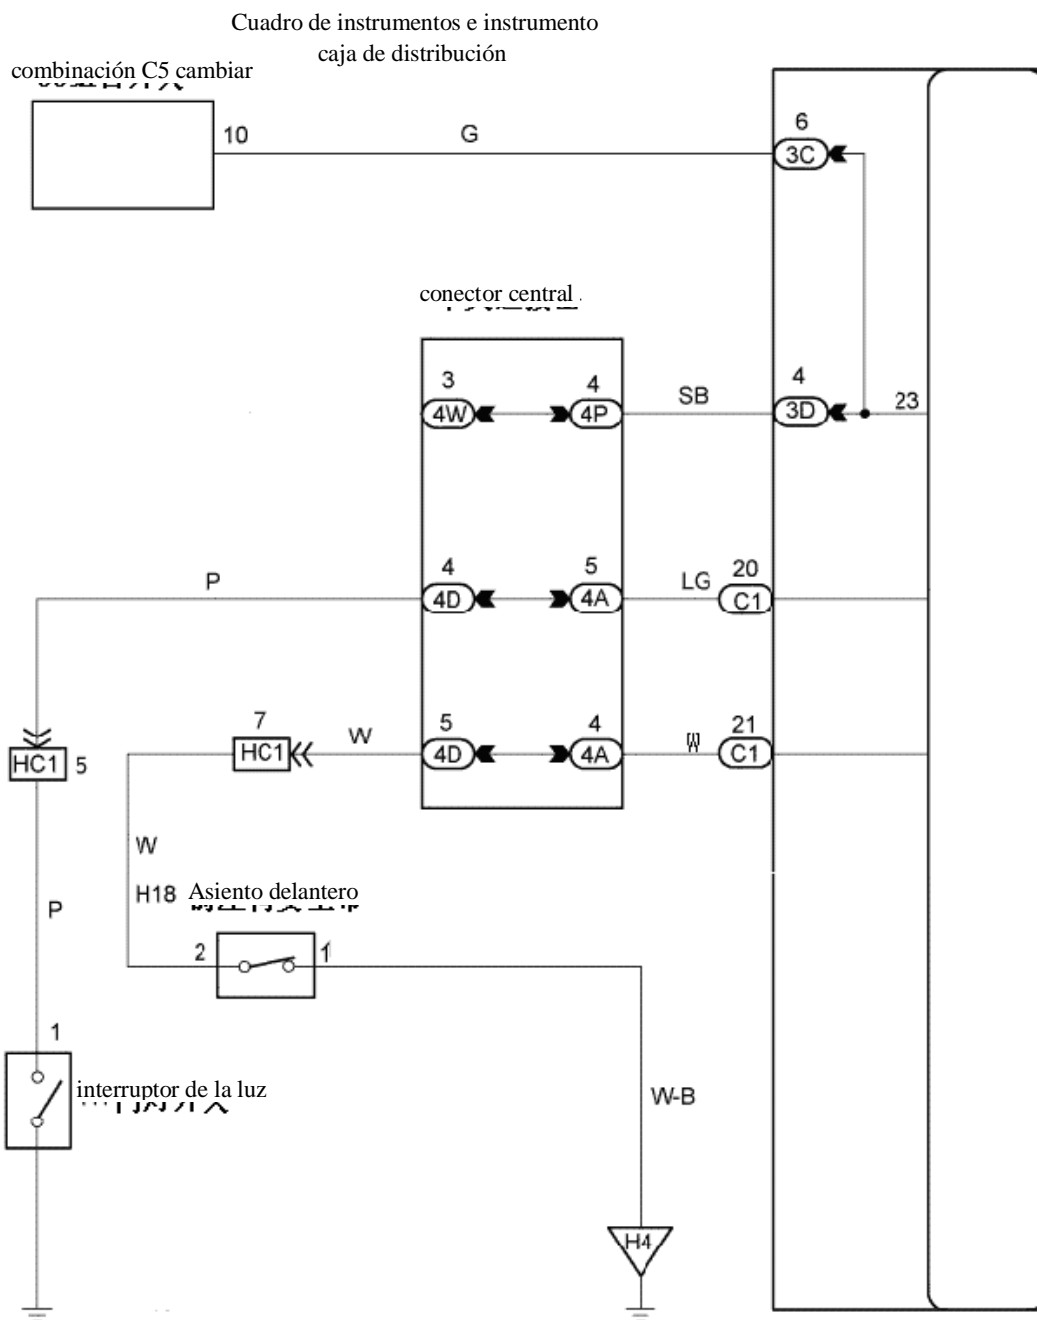 Cuadro de instrumentos e instrumento
caja de distribución
combinación C5 cambiar
10
G
6
3C
conector central
3
4W
4
4P
SB
4
3D
23
P
4
4D
5
4A
LG
20
C1
HC1
5
7
HC1
W
5
4D
4
4A
W
21
C1
W
H18
Asiento delantero
P
2
1
1
interruptor de la luz
W-B
H4